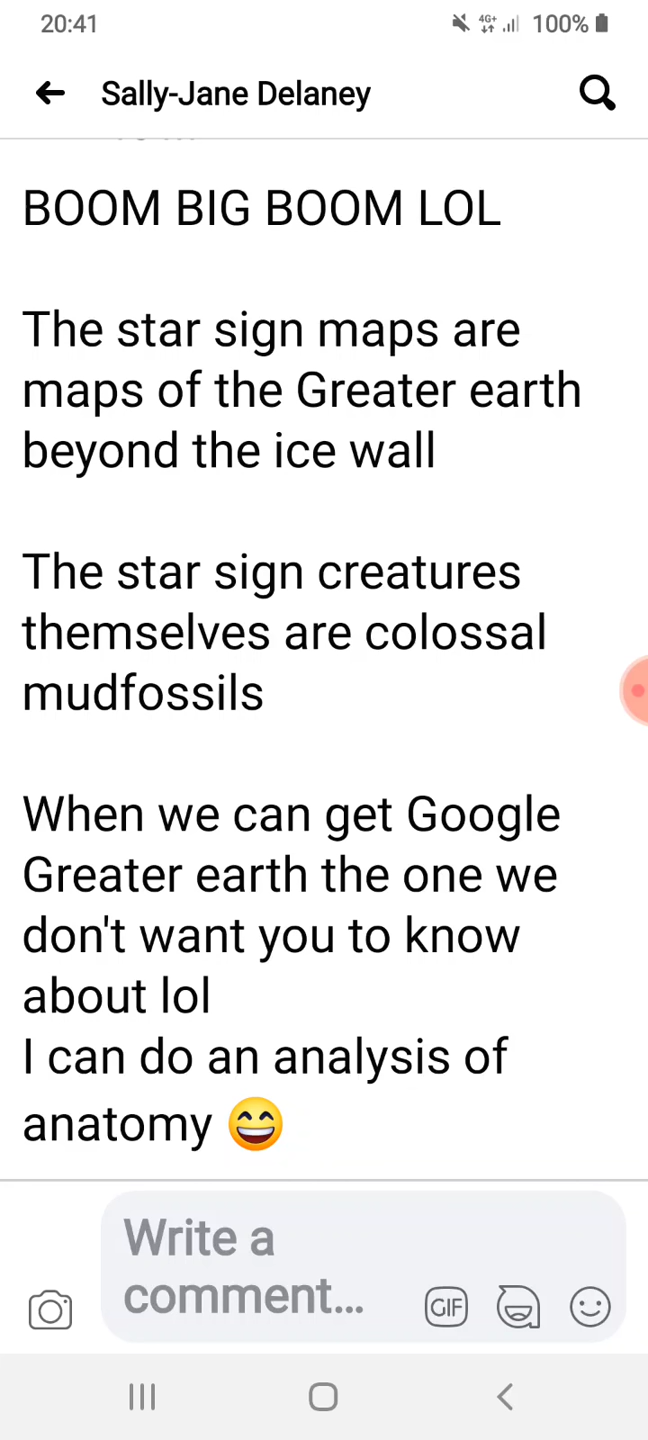 20:41
4G+ 100%
Sally-Jane Delaney
BOOM BIG BOOM LOL
The star sign maps are
maps of the Greater earth
beyond the ice wall
The star sign creatures
themselves are colossal
mudfossils
When we can get Google
Greater earth the one we
don't want you to know
about lol
I can do an analysis of
anatomy 😄
Write a
comment...
GIF